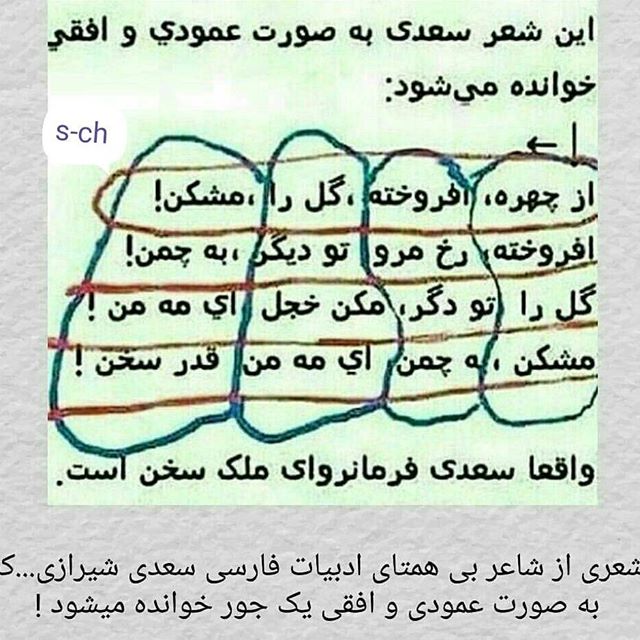 این شعر سعدی به صورت عمودي و افقي
خوانده مي‌شود:
s-ch
از چهره، افروخته ،گل را ،مشکن!
افروخته، رخ مرو تو دیگر ،به چمن!
گل را تو دگر، مکن خجل اي مه من !
مشکن ،به چمن اي مه من قدر سخن !
واقعا سعدی فرمانروای ملک سخن است.
شعری از شاعر بی همتای ادبیات فارسی سعدی شیرازی...ک
به صورت عمودی و افقی یک جور خوانده میشود !